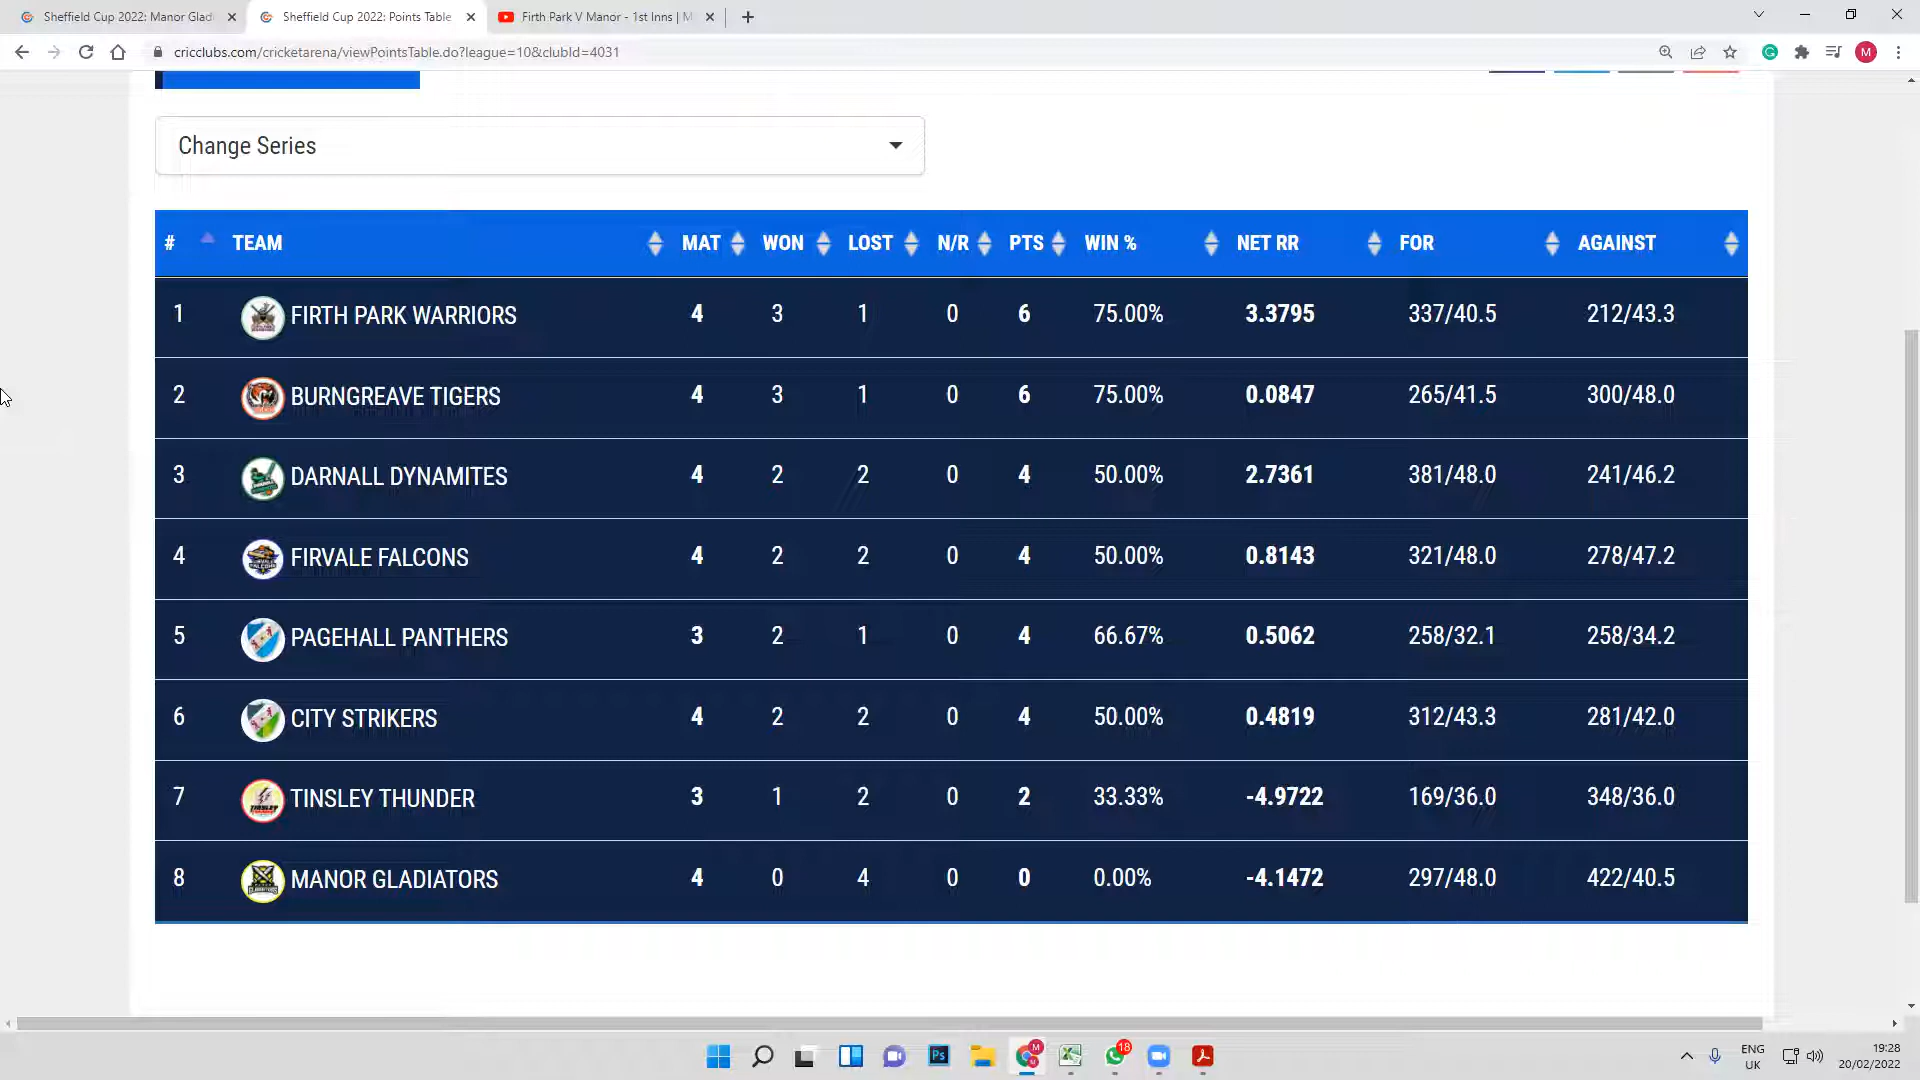 Sheffield Cup 2022: Manor Glad
Sheffield Cup 2022: Points Table
Firth Park V Manor - 1st Inns | M
cricclubs.com/cricketarena/viewPointsTable.do?league=10&clubId=4031
M
Change Series
# TEAM MAT WON LOST N/R PTS WIN % NET RR FOR AGAINST
1 FIRTH PARK WARRIORS 4 3 1 0 6 75.00% 3.3795 337/40.5 212/43.3
2 BURNGREAVE TIGERS 4 3 1 0 6 75.00% 0.0847 265/41.5 300/48.0
3 DARNALL DYNAMITES 4 2 2 0 4 50.00% 2.7361 381/48.0 241/46.2
4 FIRVALE FALCONS 4 2 2 0 4 50.00% 0.8143 321/48.0 278/47.2
5 PAGEHALL PANTHERS 3 2 1 0 4 66.67% 0.5062 258/32.1 258/34.2
6 CITY STRIKERS 4 2 2 0 4 50.00% 0.4819 312/43.3 281/42.0
7 TINSLEY THUNDER 3 1 2 0 2 33.33% -4.9722 169/36.0 348/36.0
8 MANOR GLADIATORS 4 0 4 0 0 0.00% -4.1472 297/48.0 422/40.5
Ps
M
18
ENG
UK
19:28
20/02/2022